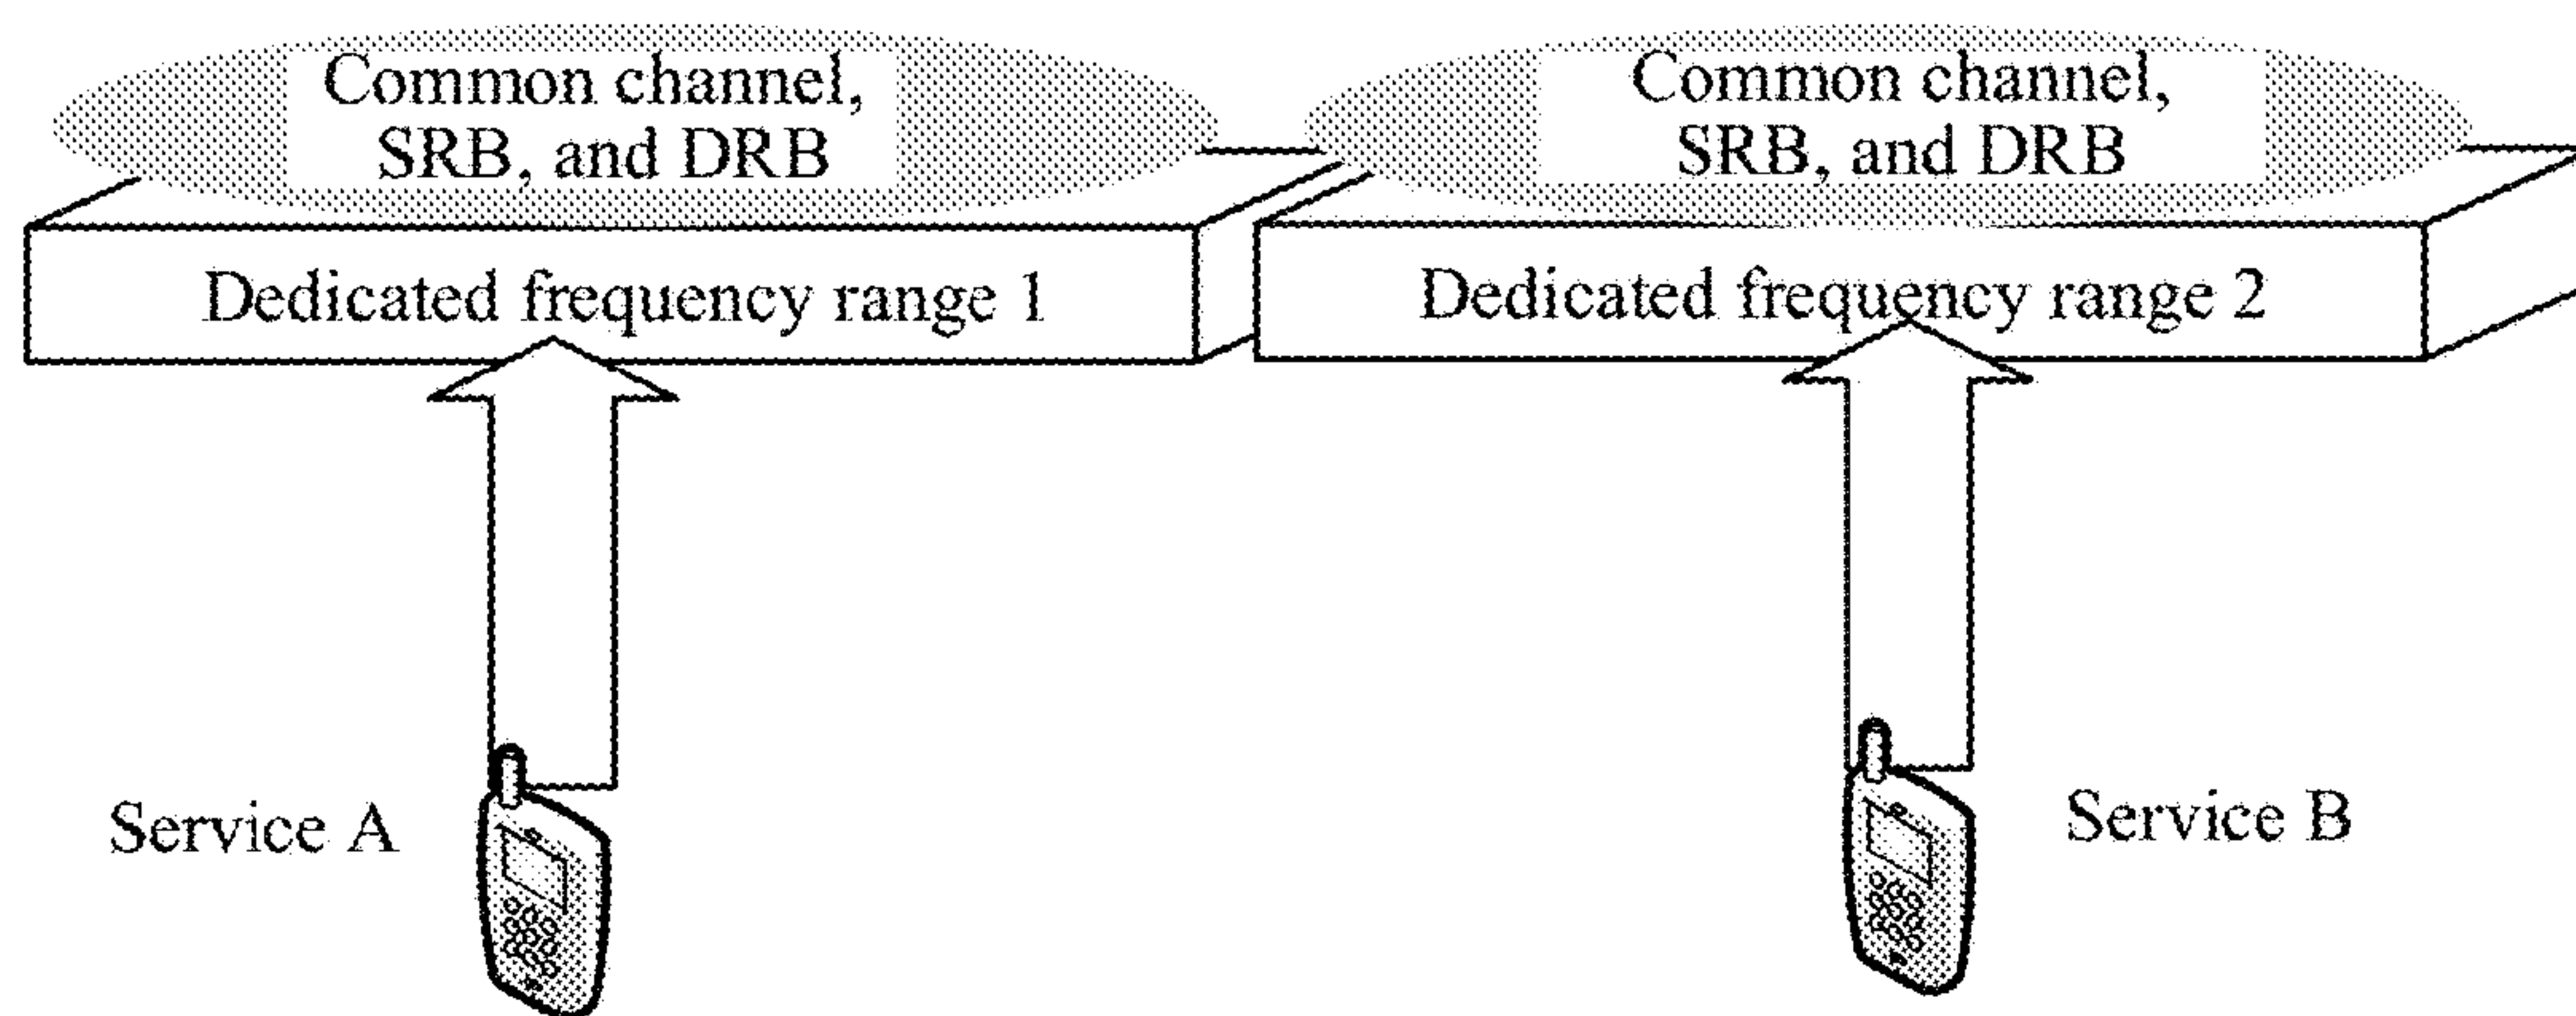 Common channel,
SRB, and DRB
Common channel,
SRB, and DRB
Dedicated frequency range 1
Dedicated frequency range 2
Service A
Service B